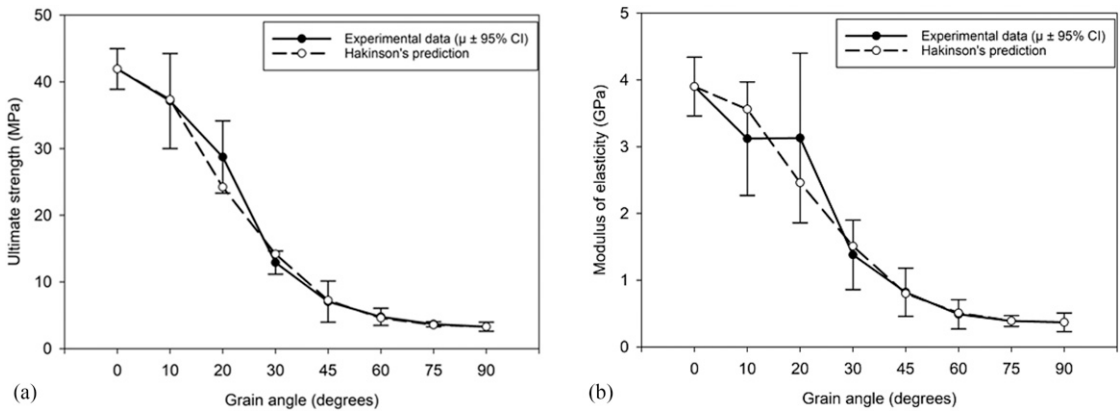 50
40
30
20
10
0
Ultimate strength (MPa)
Experimental data (μ ± 95% CI)
Hakinson's prediction
0 10 20 30 45 60 75 90
Grain angle (degrees)
(a)
5
4
3
2
1
0
Modulus of elasticity (GPa)
Experimental data (μ ± 95% CI)
Hakinson's prediction
0 10 20 30 45 60 75 90
Grain angle (degrees)
(b)